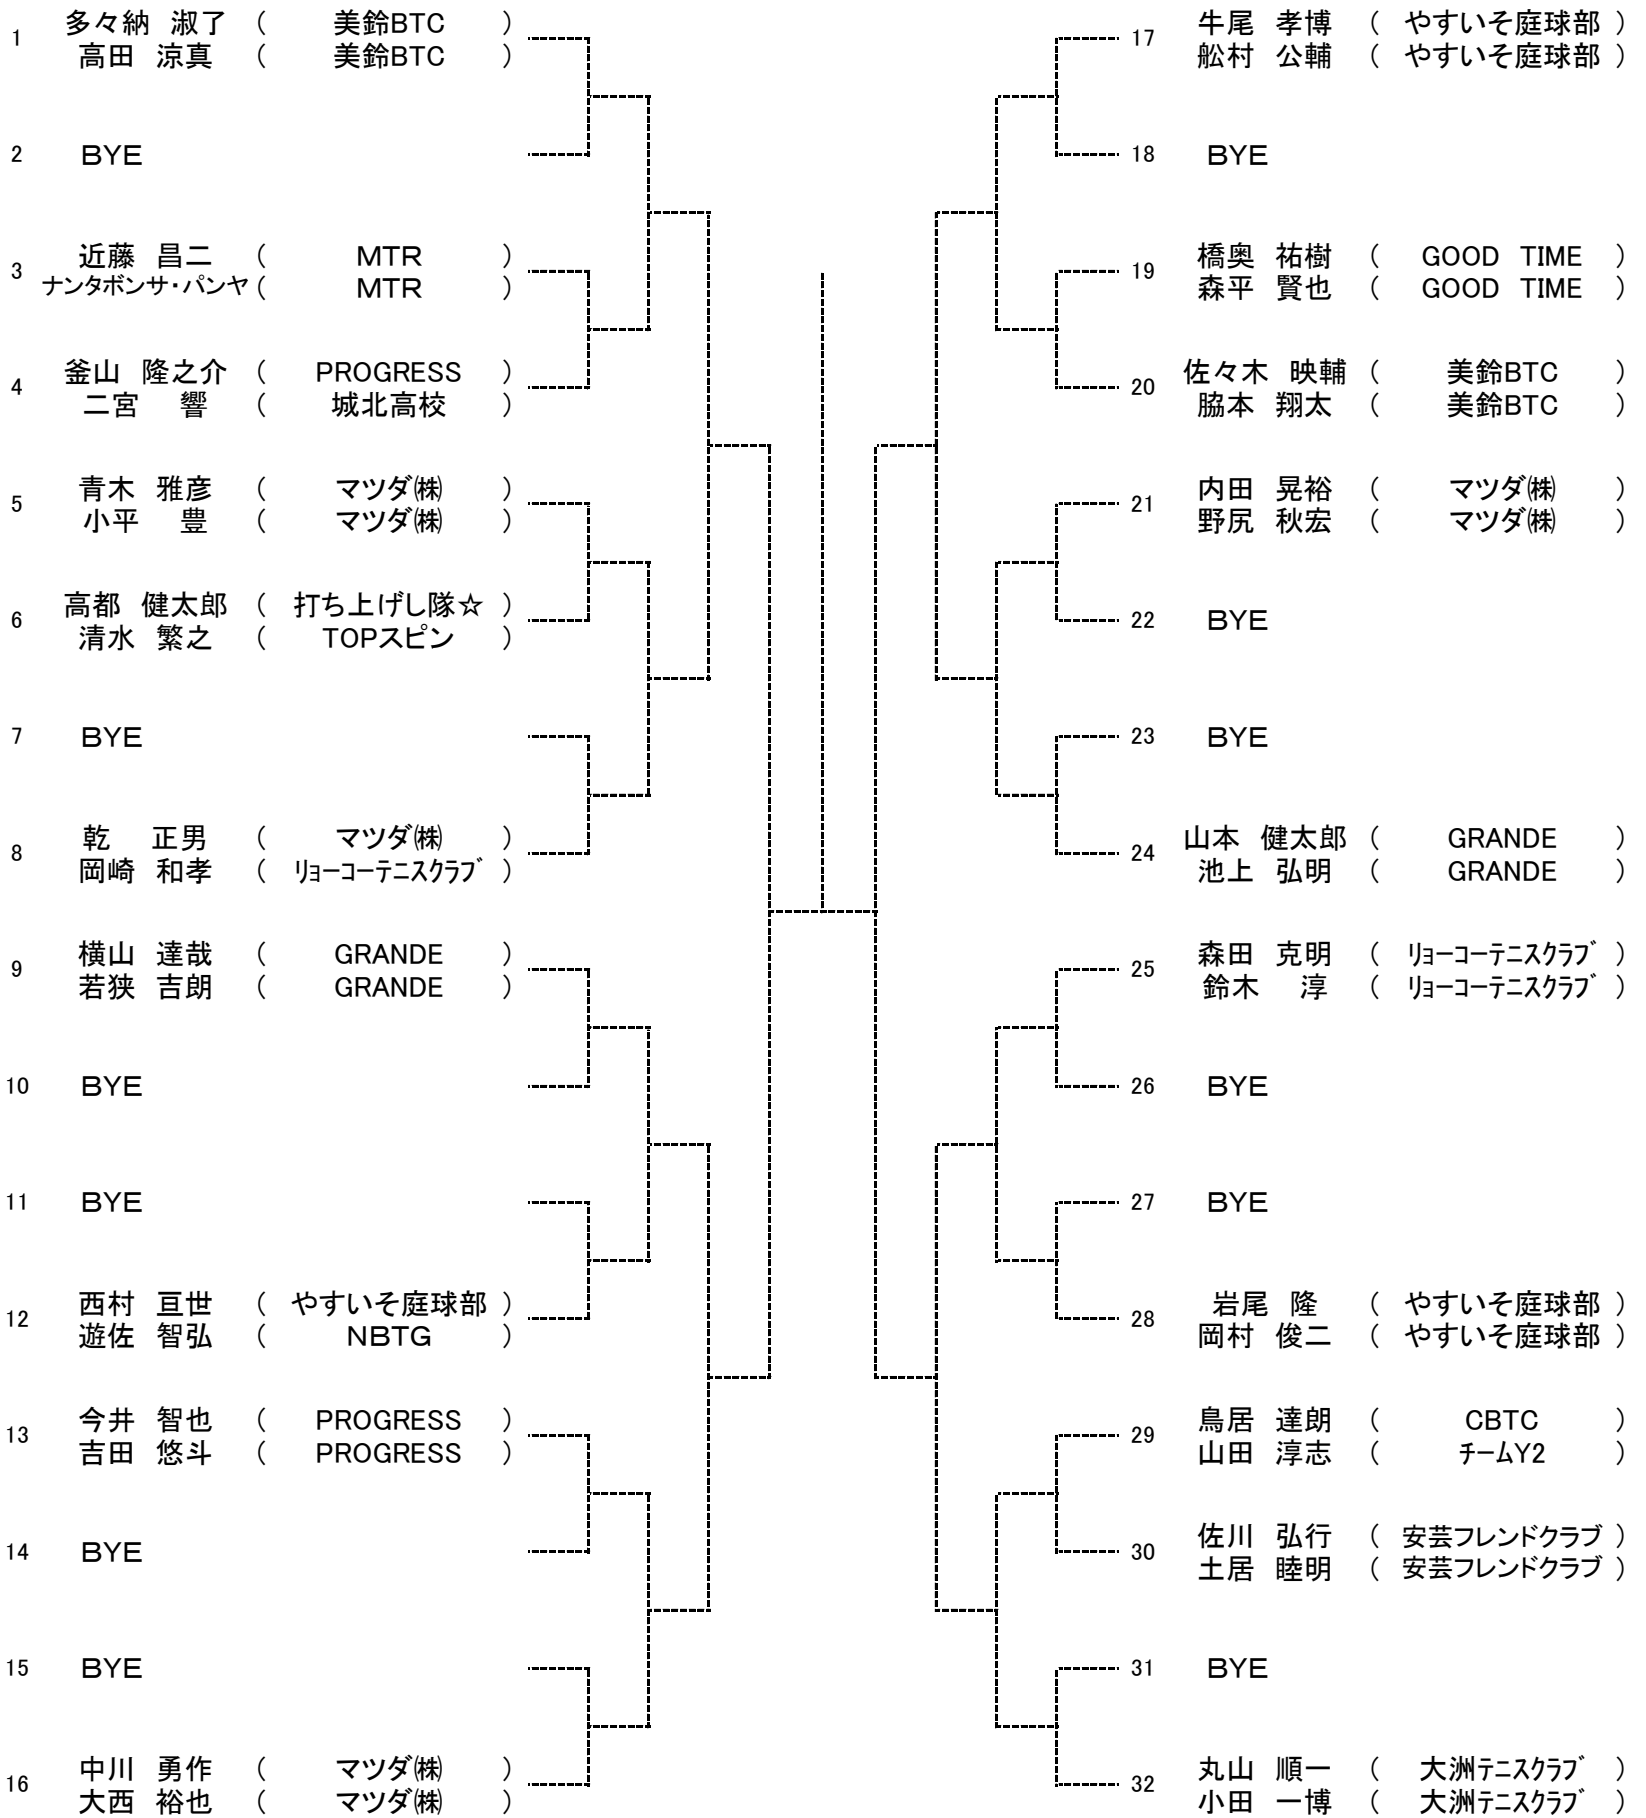 1 多々納 淑了 ( 美鈴BTC )
高田 涼真 ( 美鈴BTC )
2 BYE
3 近藤 昌二 ( MTR )
ナンタボンサ・パンヤ ( MTR )
4 釜山 隆之介 ( PROGRESS )
二宮 響 ( 城北高校 )
5 青木 雅彦 ( マツダ㈱ )
小平 豊 ( マツダ㈱ )
6 高都 健太郎 ( 打ち上げし隊☆ )
清水 繁之 ( TOPスピン )
7 BYE
8 乾 正男 ( マツダ㈱ )
岡崎 和孝 ( ﾘｮｰｺｰﾃﾆｽｸﾗﾌﾞ )
9 横山 達哉 ( GRANDE )
若狭 吉朗 ( GRANDE )
10 BYE
11 BYE
12 西村 亘世 ( やすいそ庭球部 )
遊佐 智弘 ( NBTG )
13 今井 智也 ( PROGRESS )
吉田 悠斗 ( PROGRESS )
14 BYE
15 BYE
16 中川 勇作 ( マツダ㈱ )
大西 裕也 ( マツダ㈱ )
17 牛尾 孝博 ( やすいそ庭球部 )
舩村 公輔 ( やすいそ庭球部 )
18 BYE
19 橋奥 祐樹 ( GOOD TIME )
森平 賢也 ( GOOD TIME )
20 佐々木 映輔 ( 美鈴BTC )
脇本 翔太 ( 美鈴BTC )
21 内田 晃裕 ( マツダ㈱ )
野尻 秋宏 ( マツダ㈱ )
22 BYE
23 BYE
24 山本 健太郎 ( GRANDE )
池上 弘明 ( GRANDE )
25 森田 克明 ( ﾘｮｰｺｰﾃﾆｽｸﾗﾌﾞ )
鈴木 淳 ( ﾘｮｰｺｰﾃﾆｽｸﾗﾌﾞ )
26 BYE
27 BYE
28 岩尾 隆 ( やすいそ庭球部 )
岡村 俊二 ( やすいそ庭球部 )
29 鳥居 達朗 ( CBTC )
山田 淳志 ( ﾁｰﾑY2 )
30 佐川 弘行 ( 安芸フレンドクラブ )
土居 睦明 ( 安芸フレンドクラブ )
31 BYE
32 丸山 順一 ( 大洲ﾃﾆｽｸﾗﾌﾞ )
小田 一博 ( 大洲ﾃﾆｽｸﾗﾌﾞ )